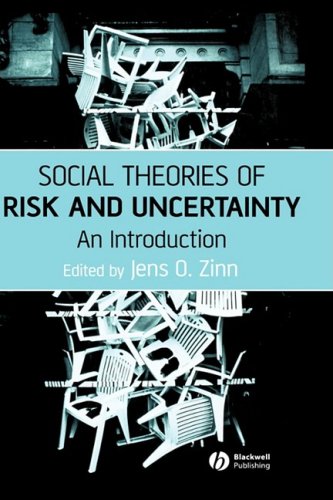 SOCIAL THEORIES OF
RISK AND UNCERTAINTY
An Introduction
Edited by Jens O. Zinn
Blackwell
Publishing